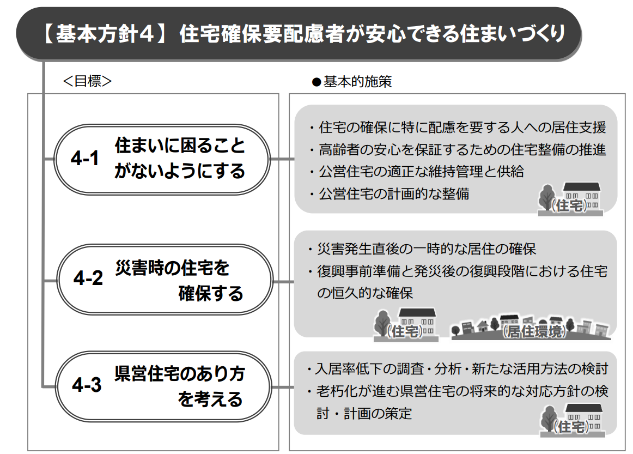 【基本方針４】 住宅確保要配慮者が安心できる住まいづくり
＜目標＞
●基本的施策
4-1
住まいに困ること
がないようにする
・住宅の確保に特に配慮を要する人への居住支援
・高齢者の安心を保証するための住宅整備の推進
・公営住宅の適正な維持管理と供給
・公営住宅の計画的な整備
(住宅)
4-2
災害時の住宅を
確保する
・災害発生直後の一時的な居住の確保
・復興事前準備と発災後の復興段階における住宅
の恒久的な確保
(住宅)
(居住環境)
4-3
県営住宅のあり方
を考える
・入居率低下の調査・分析・新たな活用方法の検討
・老朽化が進む県営住宅の将来的な対応方針の検
討・計画の策定
(住宅)